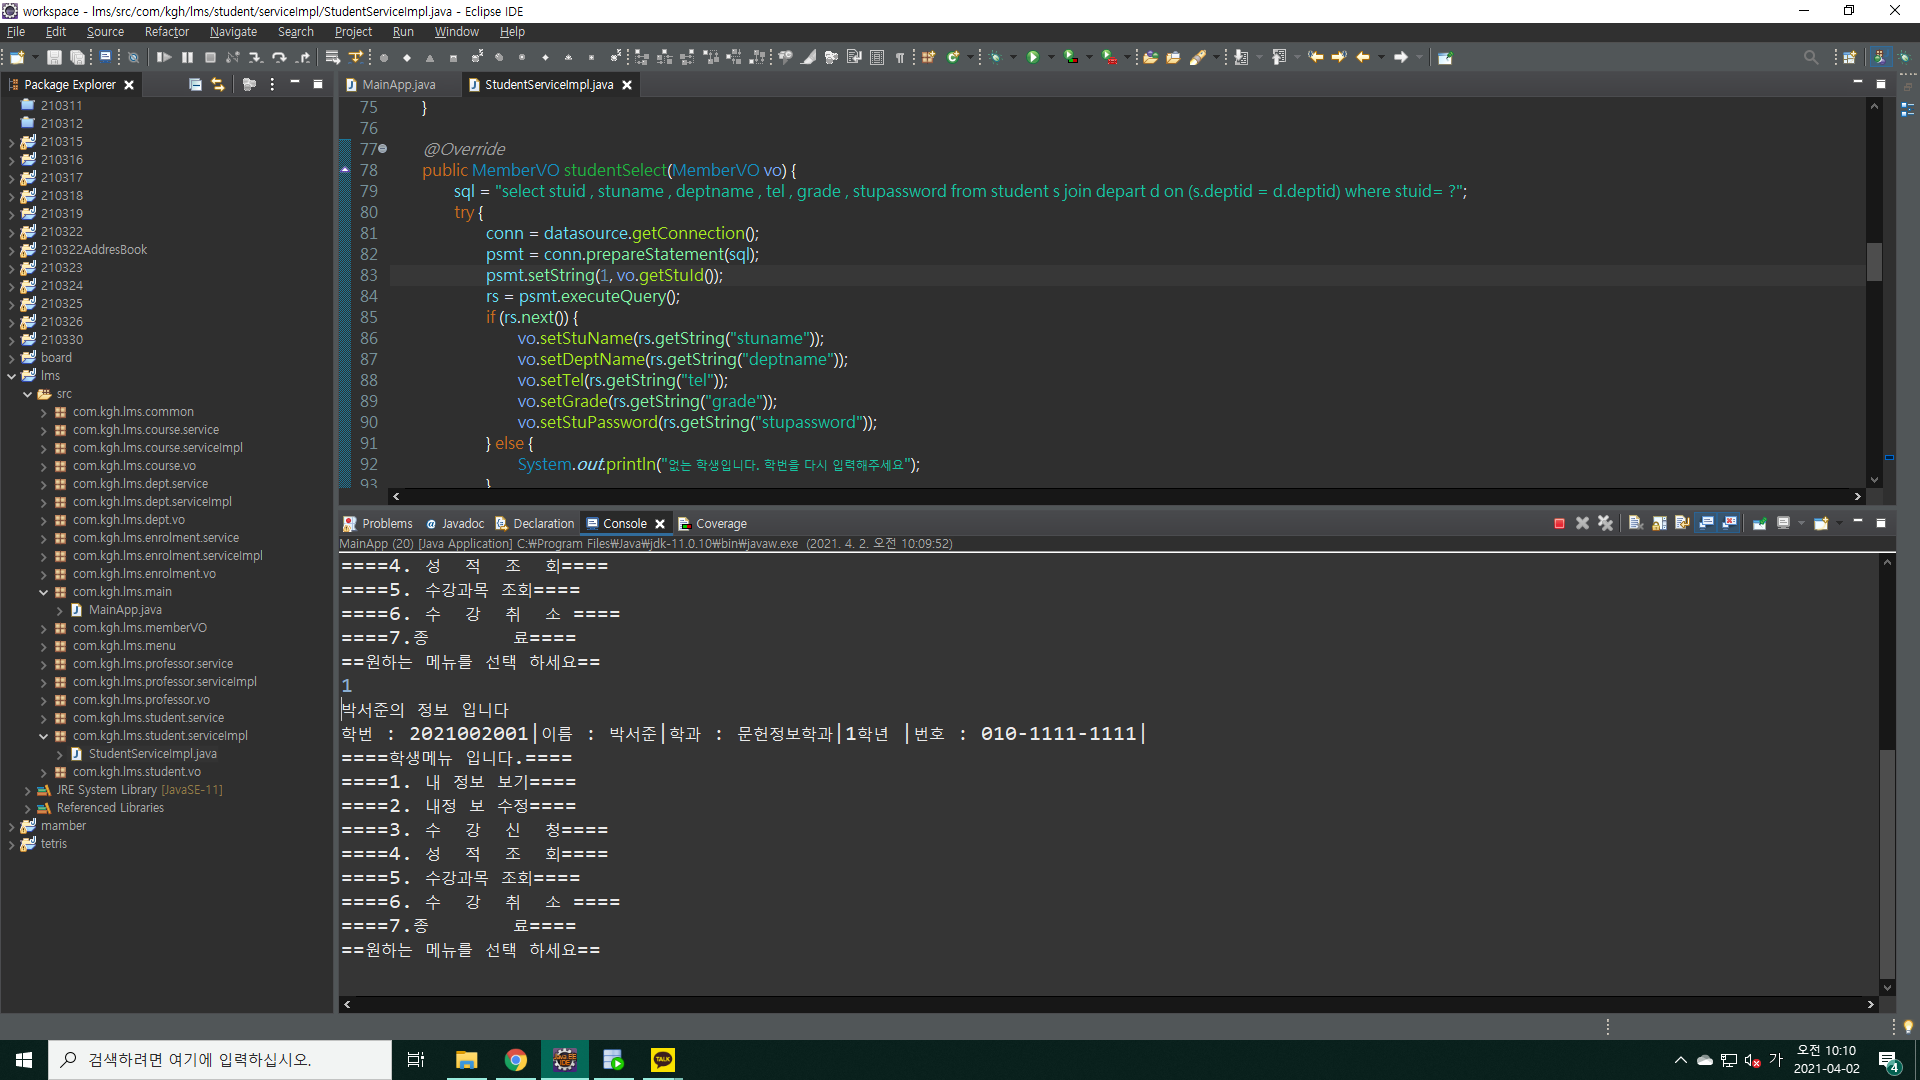 workspace - lms/src/com/kgh/lms/student/serviceImpl/StudentServiceImpl.java - Eclipse IDE
File Edit Source Refactor Navigate Search Project Run Window Help
Package Explorer
210311
210312
210315
210316
210317
210318
210319
210322
210322AddresBook
210323
210324
210325
210326
210330
board
lms
src
com.kgh.lms.common
com.kgh.lms.course.service
com.kgh.lms.course.serviceImpl
com.kgh.lms.course.vo
com.kgh.lms.dept.service
com.kgh.lms.dept.serviceImpl
com.kgh.lms.dept.vo
com.kgh.lms.enrolment.service
com.kgh.lms.enrolment.serviceImpl
com.kgh.lms.enrolment.vo
com.kgh.lms.main
MainApp.java
com.kgh.lms.memberVO
com.kgh.lms.menu
com.kgh.lms.professor.service
com.kgh.lms.professor.serviceImpl
com.kgh.lms.professor.vo
com.kgh.lms.student.service
com.kgh.lms.student.serviceImpl
StudentServiceImpl.java
com.kgh.lms.student.vo
JRE System Library [JavaSE-11]
Referenced Libraries
mamber
tetris
MainApp.java StudentServiceImpl.java
75 }
76
77 @Override
78 public MemberVO studentSelect(MemberVO vo) {
79 sql = "select stuid , stuname , deptname , tel , grade , stupassword from student s join depart d on (s.deptid = d.deptid) where stuid= ?";
80 try {
81 conn = datasource.getConnection();
82 psmt = conn.prepareStatement(sql);
83 psmt.setString(1, vo.getStuId());
84 rs = psmt.executeQuery();
85 if (rs.next()) {
86 vo.setStuName(rs.getString("stuname"));
87 vo.setDeptName(rs.getString("deptname"));
88 vo.setTel(rs.getString("tel"));
89 vo.setGrade(rs.getString("grade"));
90 vo.setStuPassword(rs.getString("stupassword"));
91 } else {
92 System.out.println("없는 학생입니다. 학번을 다시 입력해주세요");
93 }
Problems Javadoc Declaration Console Coverage
MainApp (20) [Java Application] C:₩Program Files₩Java₩jdk-11.0.10₩bin₩javaw.exe (2021. 4. 2. 오전 10:09:52)
====4. 성 적 조 회====
====5. 수강과목 조회====
====6. 수 강 취 소 ====
====7.종 료====
==원하는 메뉴를 선택 하세요==
1
박서준의 정보 입니다
학번 : 2021002001|이름 : 박서준|학과 : 문헌정보학과|1학년 |번호 : 010-1111-1111|
====학생메뉴 입니다.====
====1. 내 정보 보기====
====2. 내정 보 수정====
====3. 수 강 신 청====
====4. 성 적 조 회====
====5. 수강과목 조회====
====6. 수 강 취 소 ====
====7.종 료====
==원하는 메뉴를 선택 하세요==
검색하려면 여기에 입력하십시오.
TALK
가
오전 10:10
2021-04-02
4